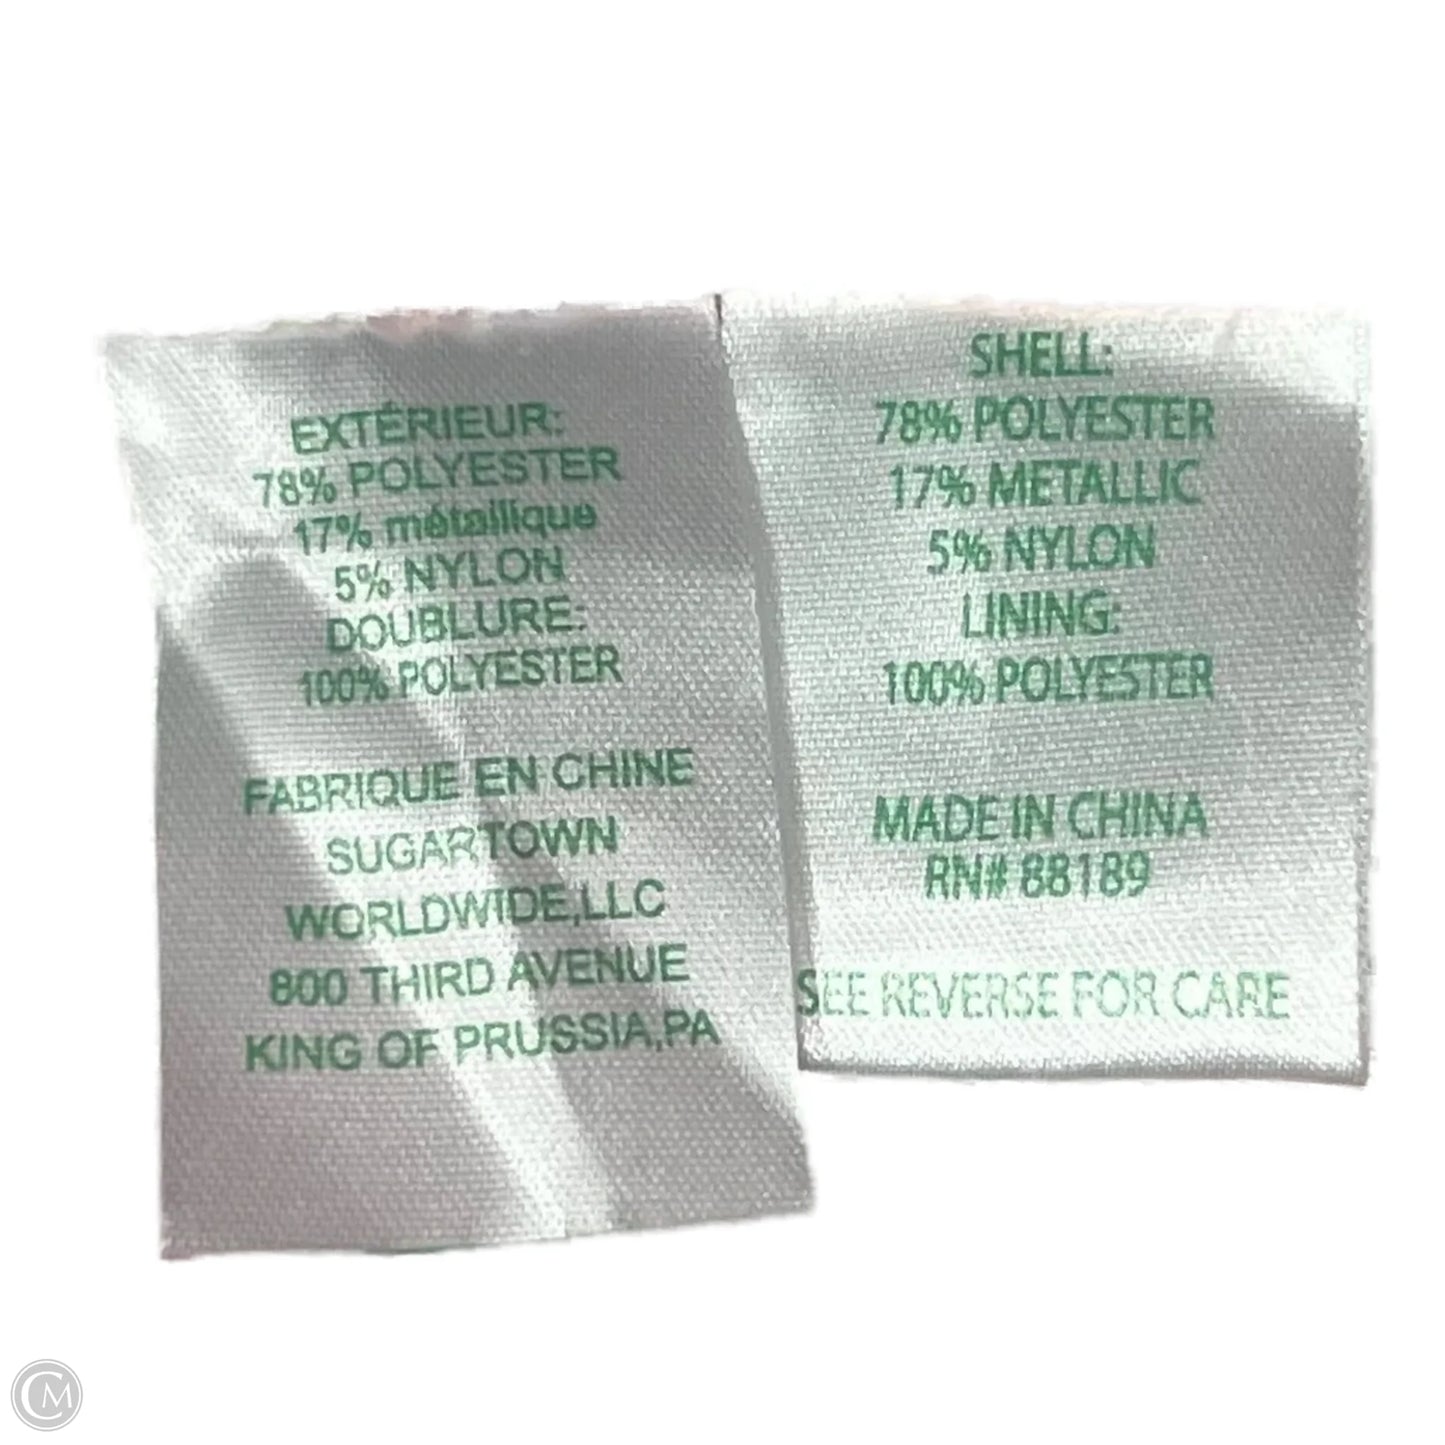 EXTÉRIEUR:
78% POLYESTER
17% métallique
5% NYLON
DOUBLURE:
100% POLYESTER
FABRIQUE EN CHINE
SUGARTOWN
WORLDWIDE,LLC
800 THIRD AVENUE
KING OF PRUSSIA,PA
SHELL:
78% POLYESTER
17% METALLIC
5% NYLON
LINING:
100% POLYESTER
MADE IN CHINA
RN# 88189
SEE REVERSE FOR CARE
CM